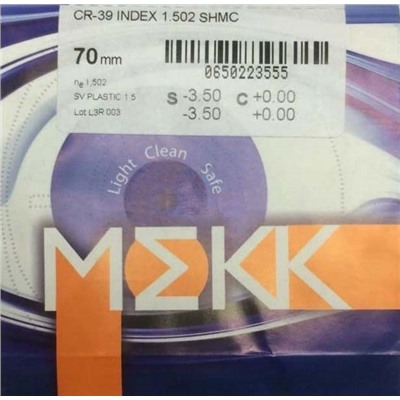 CR-39 INDEX 1.502 SHMC
70mm
0650223555
ne 1,502
SV PLASTIC 1.5
Lot L3R 003
S -3.50 C +0.00
-3.50 +0.00
Light Clean Safe
MEKK